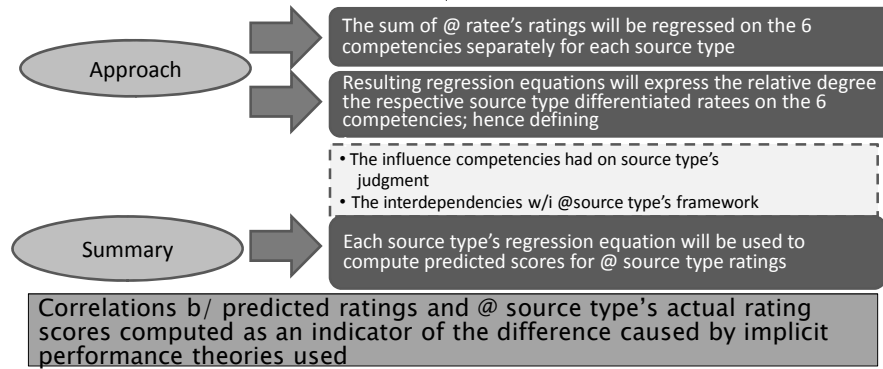 Approach
The sum of @ ratee's ratings will be regressed on the 6
competencies separately for each source type
Resulting regression equations will express the relative degree
the respective source type differentiated ratees on the 6
competencies; hence defining
• The influence competencies had on source type's
judgment
• The interdependencies w/i @source type's framework
Summary
Each source type's regression equation will be used to
compute predicted scores for @ source type ratings
Correlations b/ predicted ratings and @ source type's actual rating
scores computed as an indicator of the difference caused by implicit
performance theories used